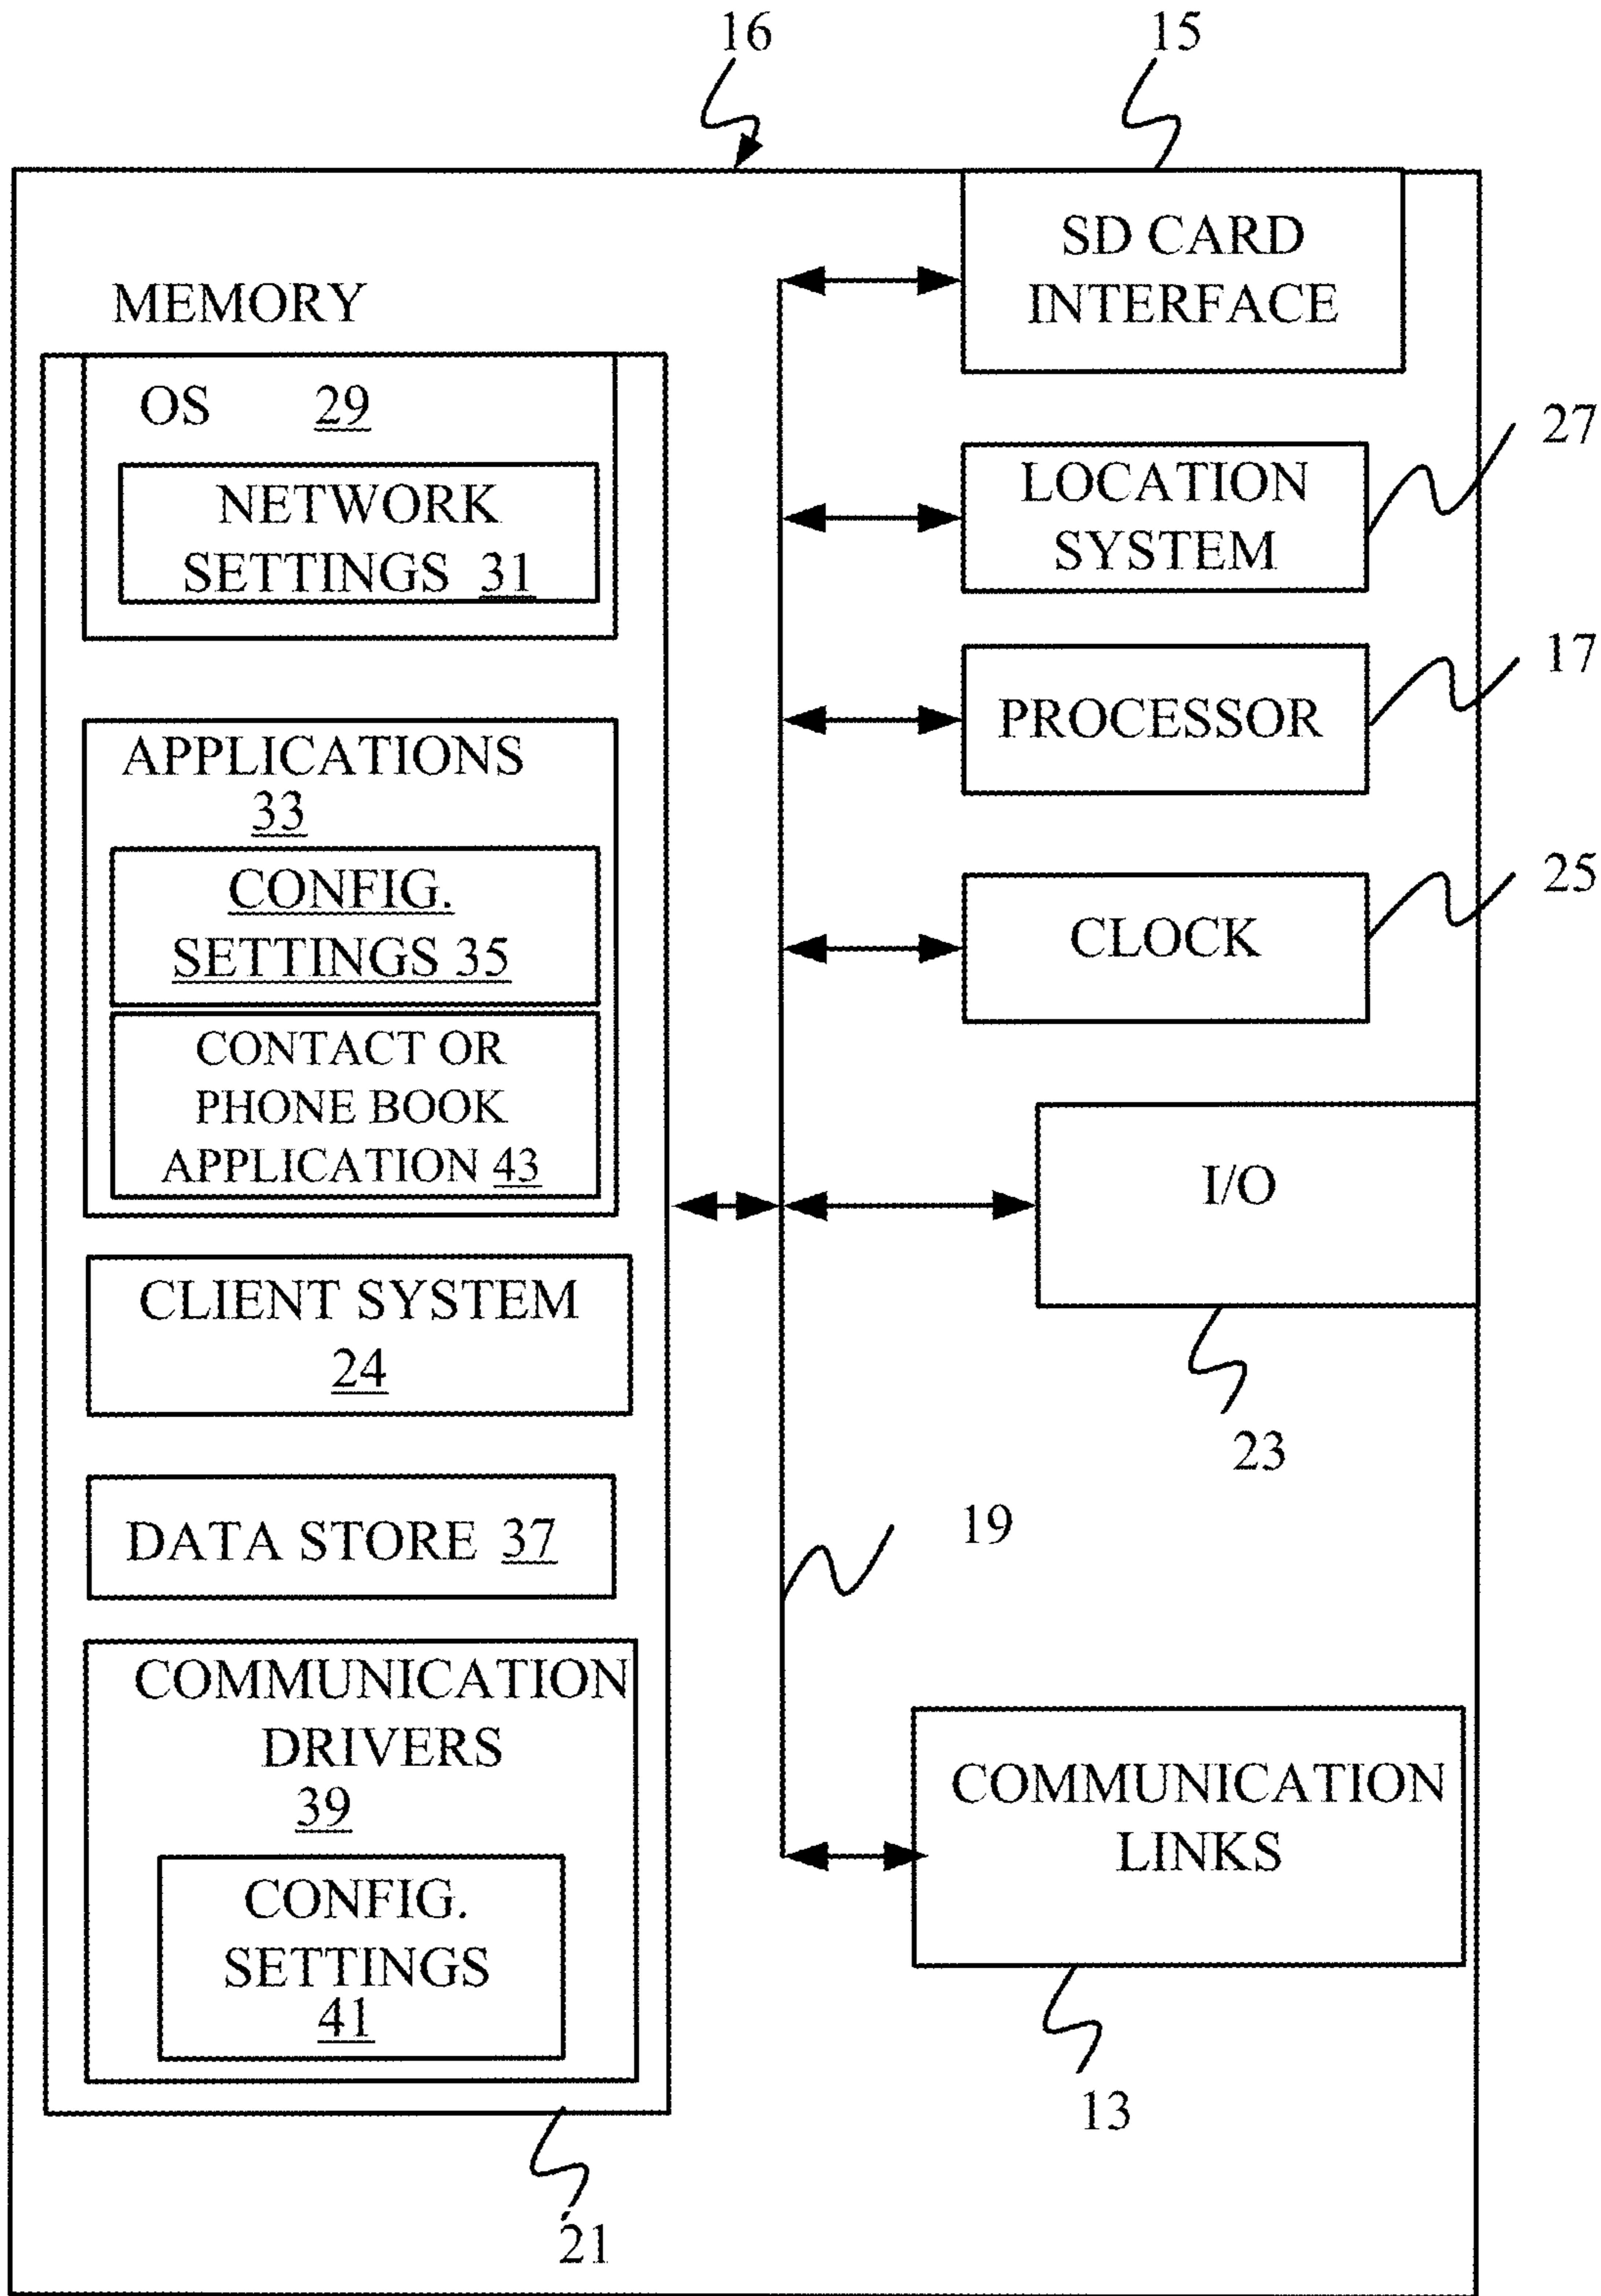 16
15
SD CARD
INTERFACE
MEMORY
OS 29
NETWORK
SETTINGS 31
27
LOCATION
SYSTEM
17
PROCESSOR
APPLICATIONS
33
CONFIG.
SETTINGS 35
CONTACT OR
PHONE BOOK
APPLICATION 43
25
CLOCK
I/O
23
CLIENT SYSTEM
24
19
DATA STORE 37
COMMUNICATION
DRIVERS
39
CONFIG.
SETTINGS
41
COMMUNICATION
LINKS
13
21